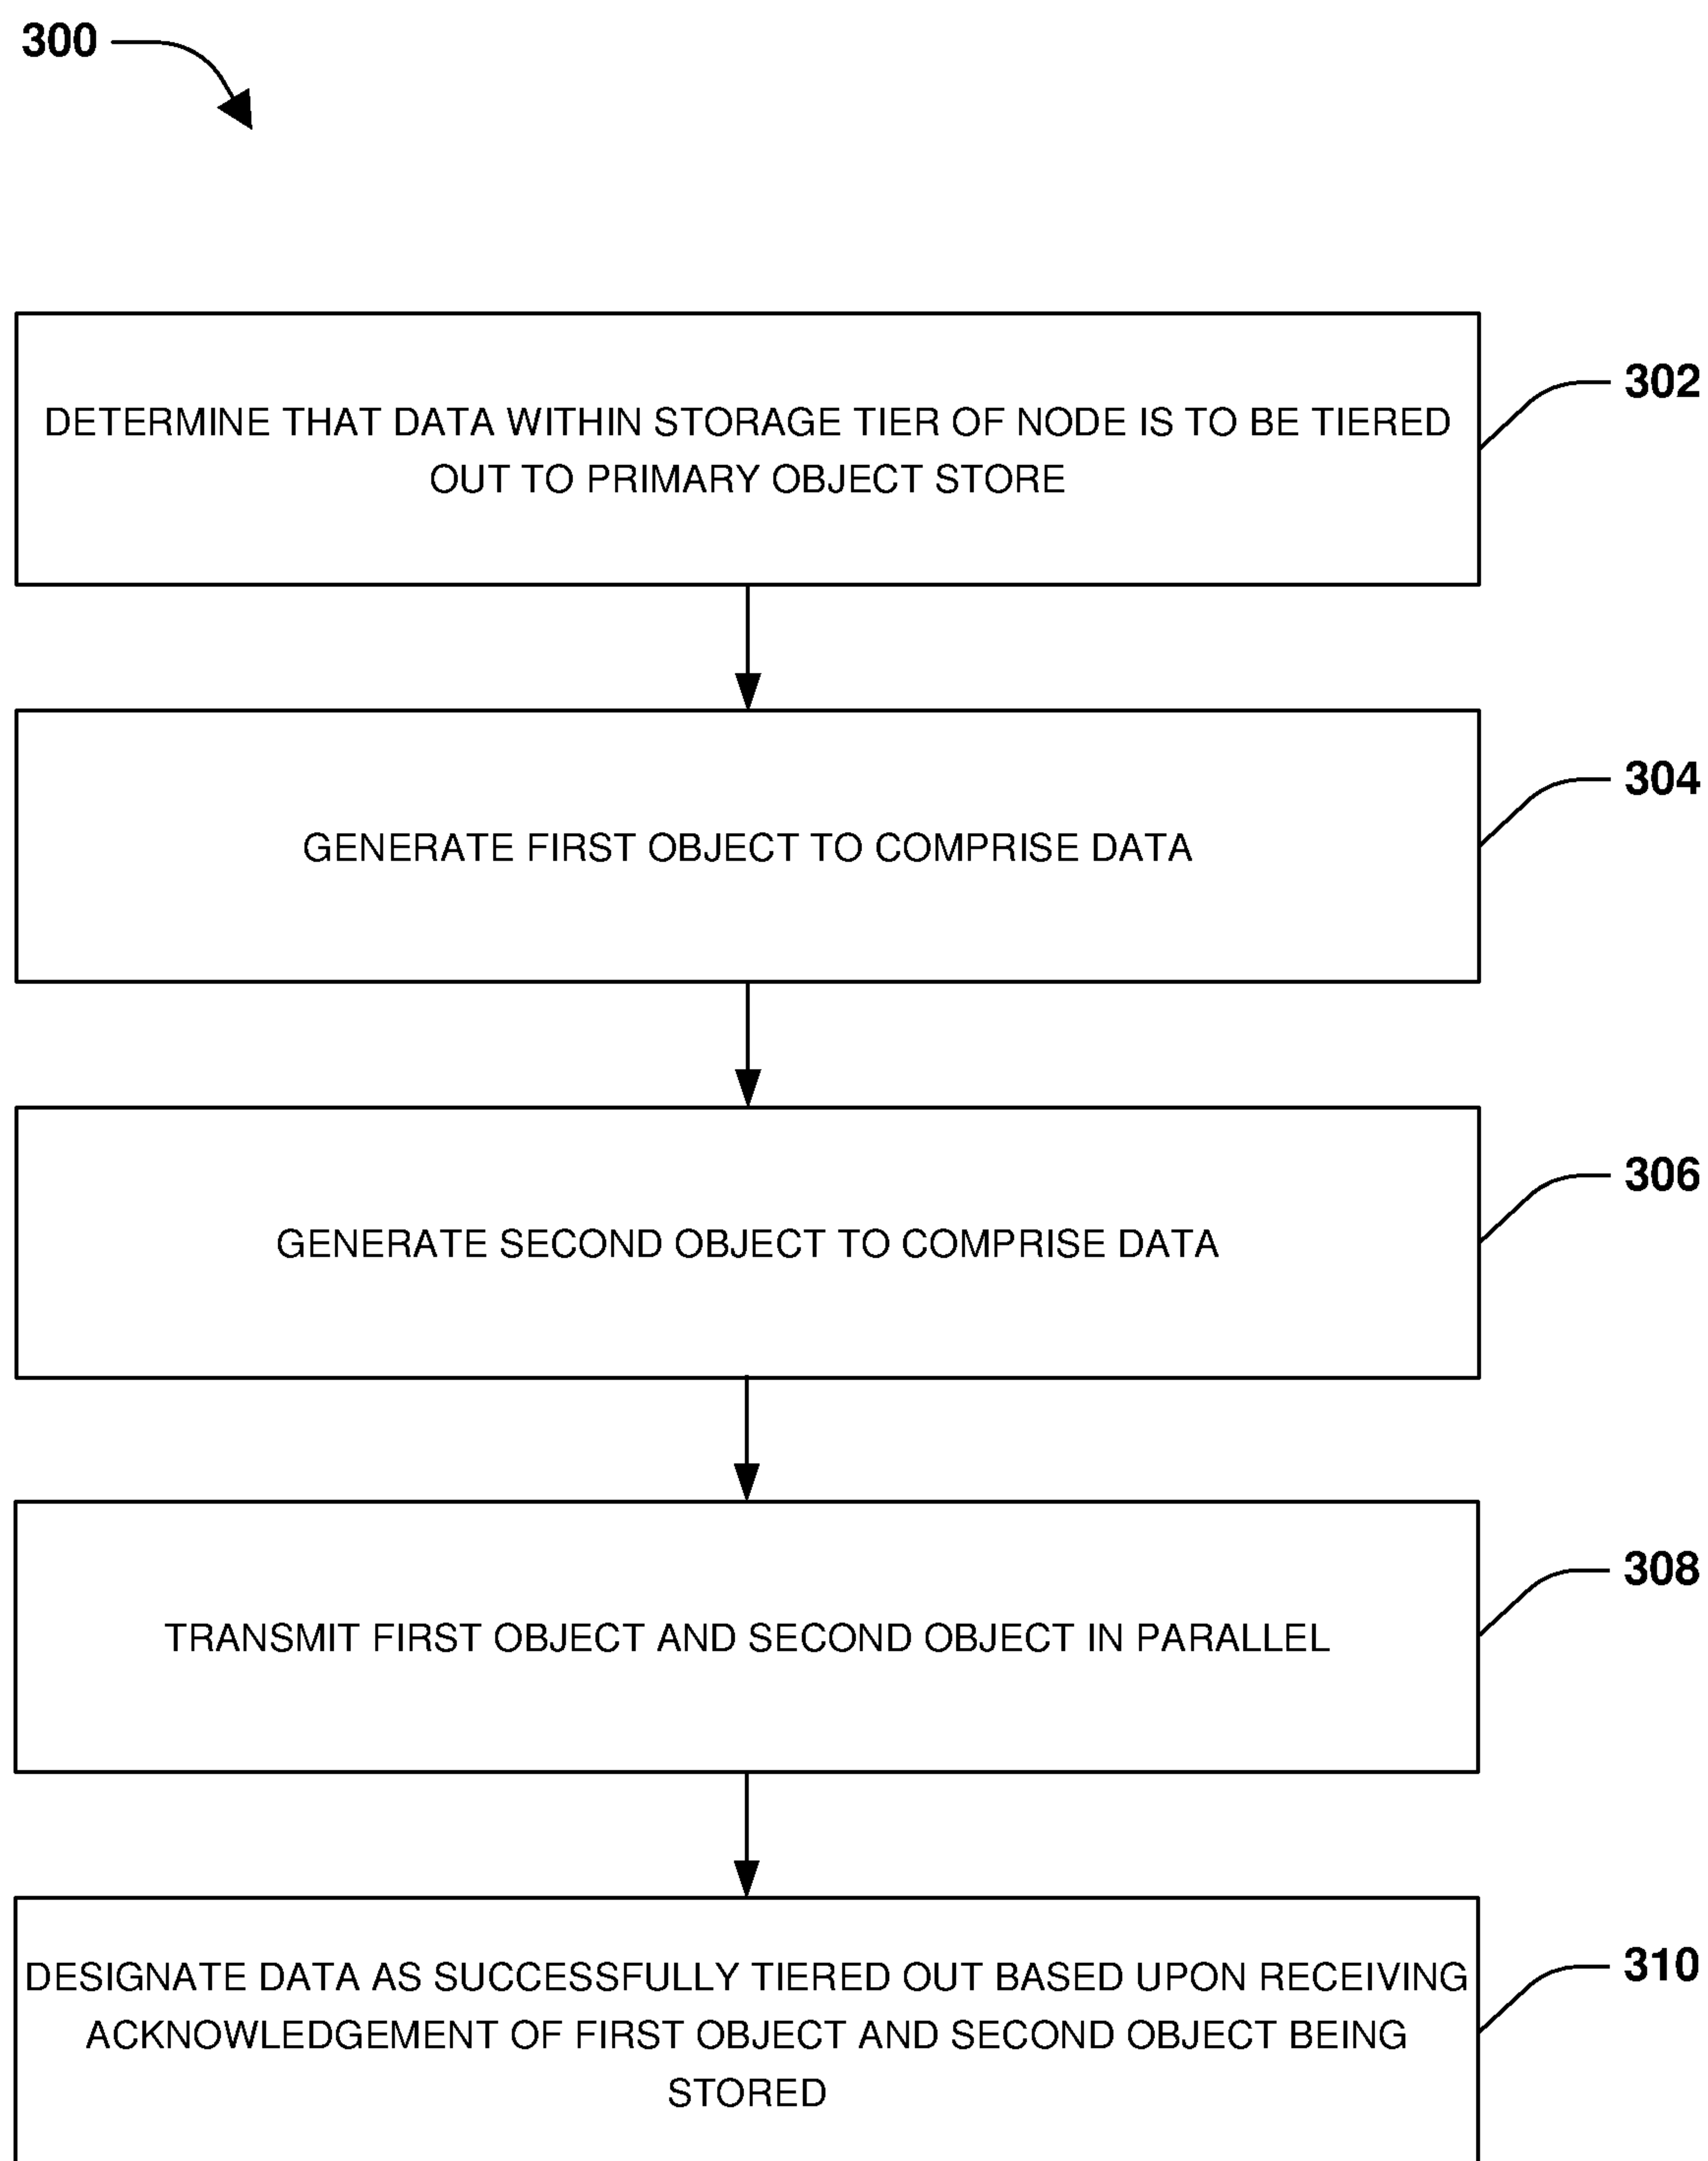 300
DETERMINE THAT DATA WITHIN STORAGE TIER OF NODE IS TO BE TIERED
OUT TO PRIMARY OBJECT STORE
302
GENERATE FIRST OBJECT TO COMPRISE DATA
304
GENERATE SECOND OBJECT TO COMPRISE DATA
306
TRANSMIT FIRST OBJECT AND SECOND OBJECT IN PARALLEL
308
DESIGNATE DATA AS SUCCESSFULLY TIERED OUT BASED UPON RECEIVING
ACKNOWLEDGEMENT OF FIRST OBJECT AND SECOND OBJECT BEING
STORED
310